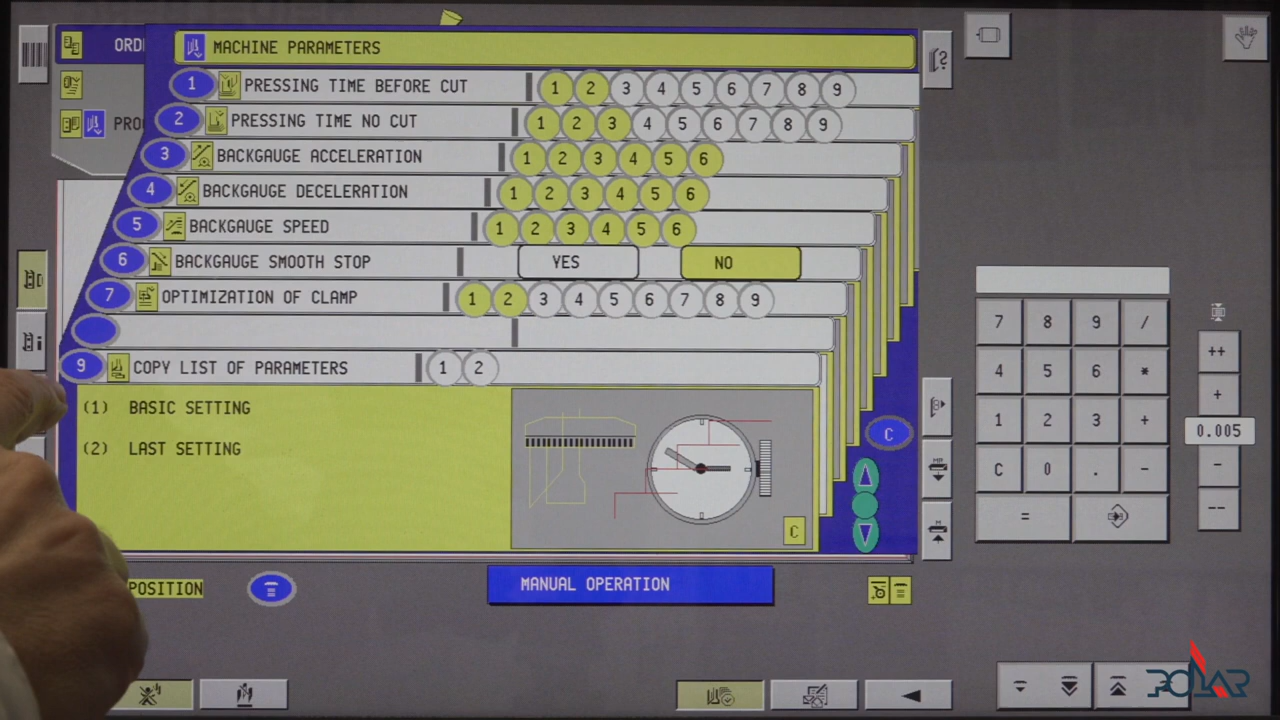 ORD
MACHINE PARAMETERS
1 PRESSING TIME BEFORE CUT 1 2 3 4 5 6 7 8 9
2 PRESSING TIME NO CUT 1 2 3 4 5 6 7 8 9
PRO
3 BACKGAUGE ACCELERATION 1 2 3 4 5 6
4 BACKGAUGE DECELERATION 1 2 3 4 5 6
5 BACKGAUGE SPEED 1 2 3 4 5 6
6 BACKGAUGE SMOOTH STOP YES NO
7 OPTIMIZATION OF CLAMP 1 2 3 4 5 6 7 8 9
9 COPY LIST OF PARAMETERS 1 2
(1) BASIC SETTING
(2) LAST SETTING
C
C
POSITION
MANUAL OPERATION
7 8 9 /
4 5 6 *
1 2 3 +
C 0 . -
=
++
+
0.005
-
--
POLAR